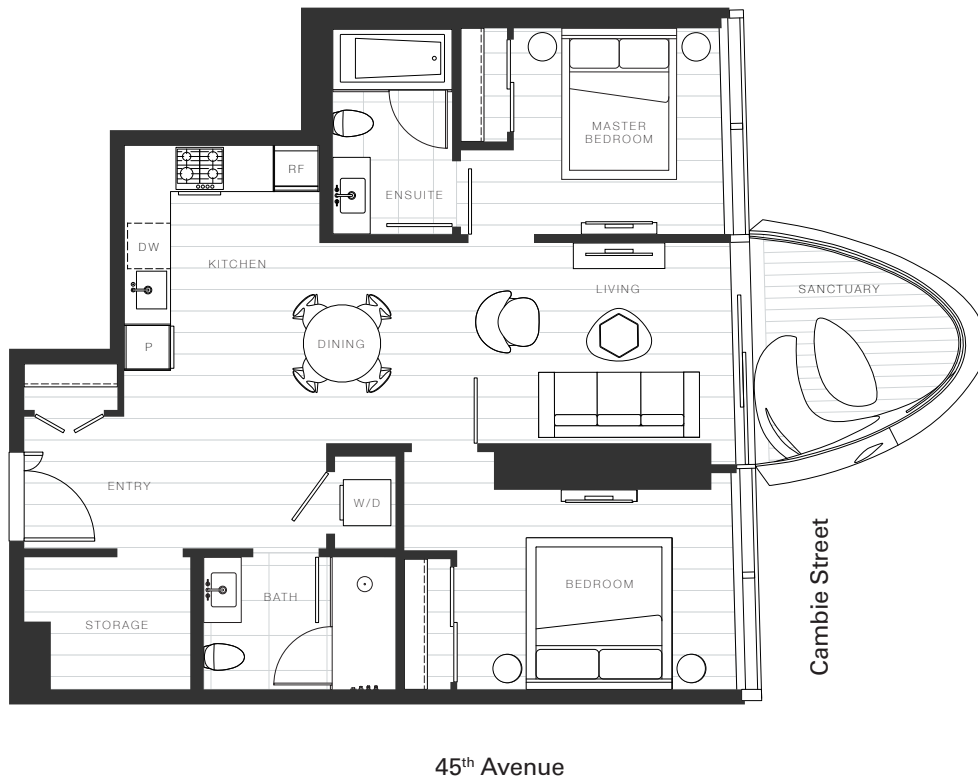 MASTER
BEDROOM
RF
ENSUITE
DW
KITCHEN
LIVING
SANCTUARY
P
DINING
ENTRY
W/D
BEDROOM
BATH
STORAGE
Cambie Street
45th Avenue